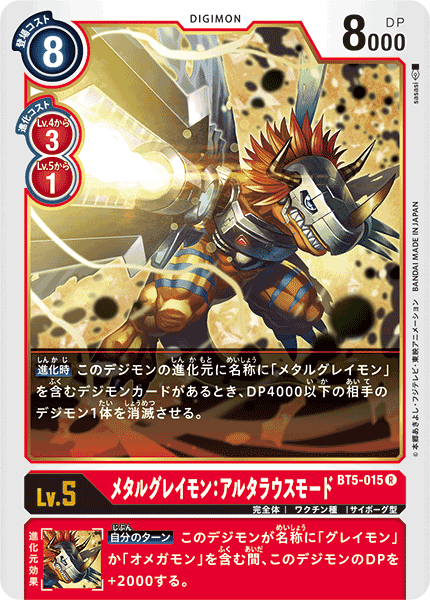 DIGIMON
登場コスト
8
DP
8000
進化コスト
Lv.4から
3
Lv.5から
1
sasasi
BANDAI MADE IN JAPAN
©本郷あきよし・フジテレビ・東映アニメーション
進化時 このデジモンの進化元に名称に「メタルグレイモン」
を含むデジモンカードがあるとき、DP4000以下の相手の
デジモン1体を消滅させる。
Lv.5
メタルグレイモン:アルタラウスモード
BT5-015 R
完全体 ワクチン種 サイボーグ型
進化元効果
自分のターン このデジモンが名称に「グレイモン」
か「オメガモン」を含む間、このデジモンのDPを
+2000する。